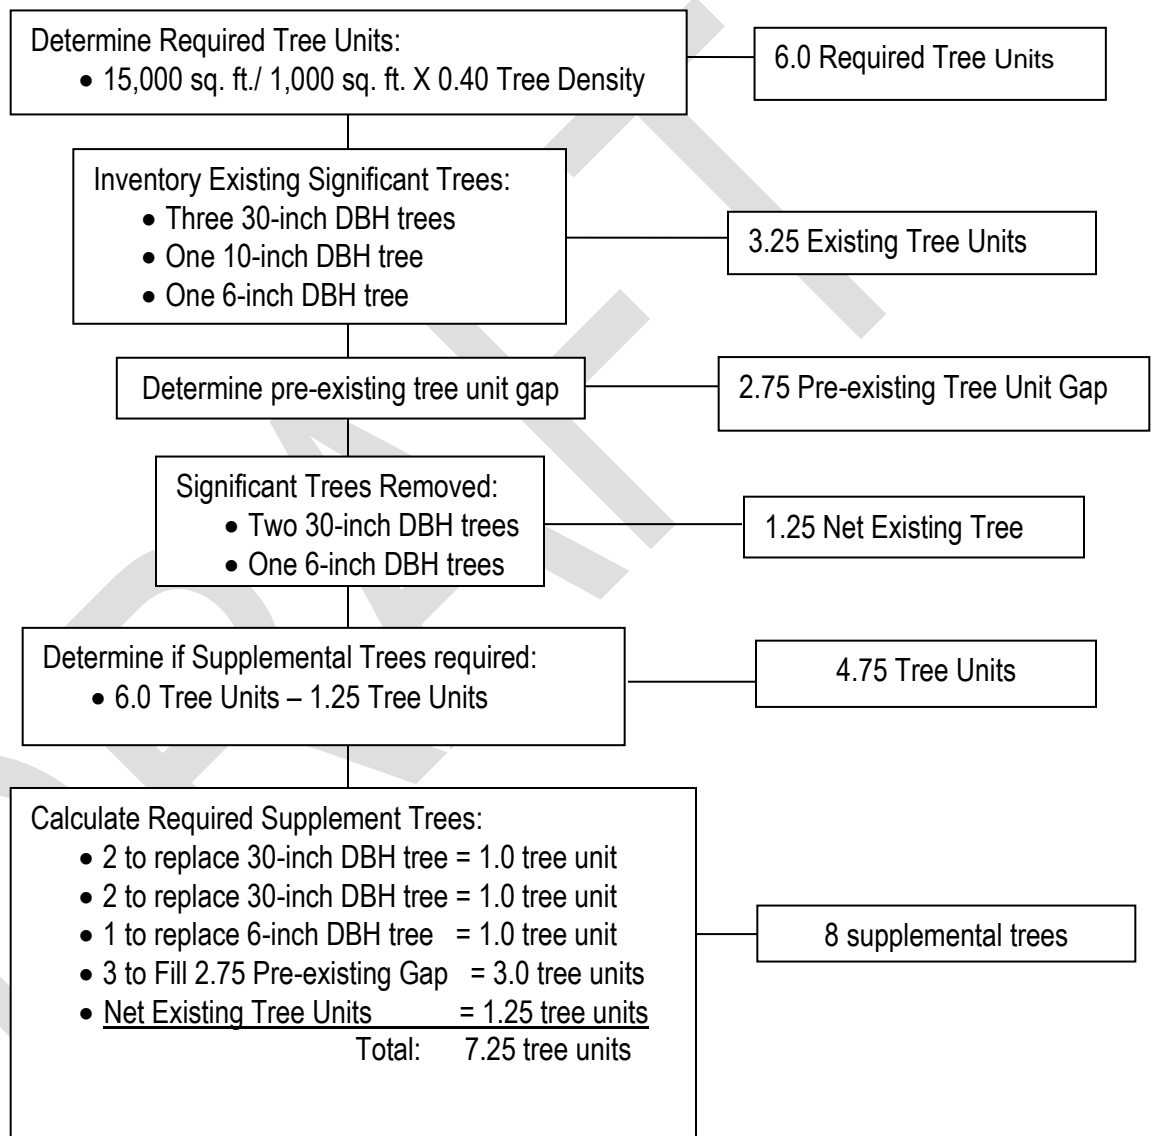 Determine Required Tree Units:
• 15,000 sq. ft./ 1,000 sq. ft. X 0.40 Tree Density
6.0 Required Tree Units
Inventory Existing Significant Trees:
• Three 30-inch DBH trees
• One 10-inch DBH tree
• One 6-inch DBH tree
3.25 Existing Tree Units
Determine pre-existing tree unit gap
2.75 Pre-existing Tree Unit Gap
Significant Trees Removed:
• Two 30-inch DBH trees
• One 6-inch DBH trees
1.25 Net Existing Tree
Determine if Supplemental Trees required:
• 6.0 Tree Units – 1.25 Tree Units
4.75 Tree Units
Calculate Required Supplement Trees:
• 2 to replace 30-inch DBH tree = 1.0 tree unit
• 2 to replace 30-inch DBH tree = 1.0 tree unit
• 1 to replace 6-inch DBH tree = 1.0 tree unit
• 3 to Fill 2.75 Pre-existing Gap = 3.0 tree units
• Net Existing Tree Units = 1.25 tree units
Total: 7.25 tree units
8 supplemental trees
DRAFT